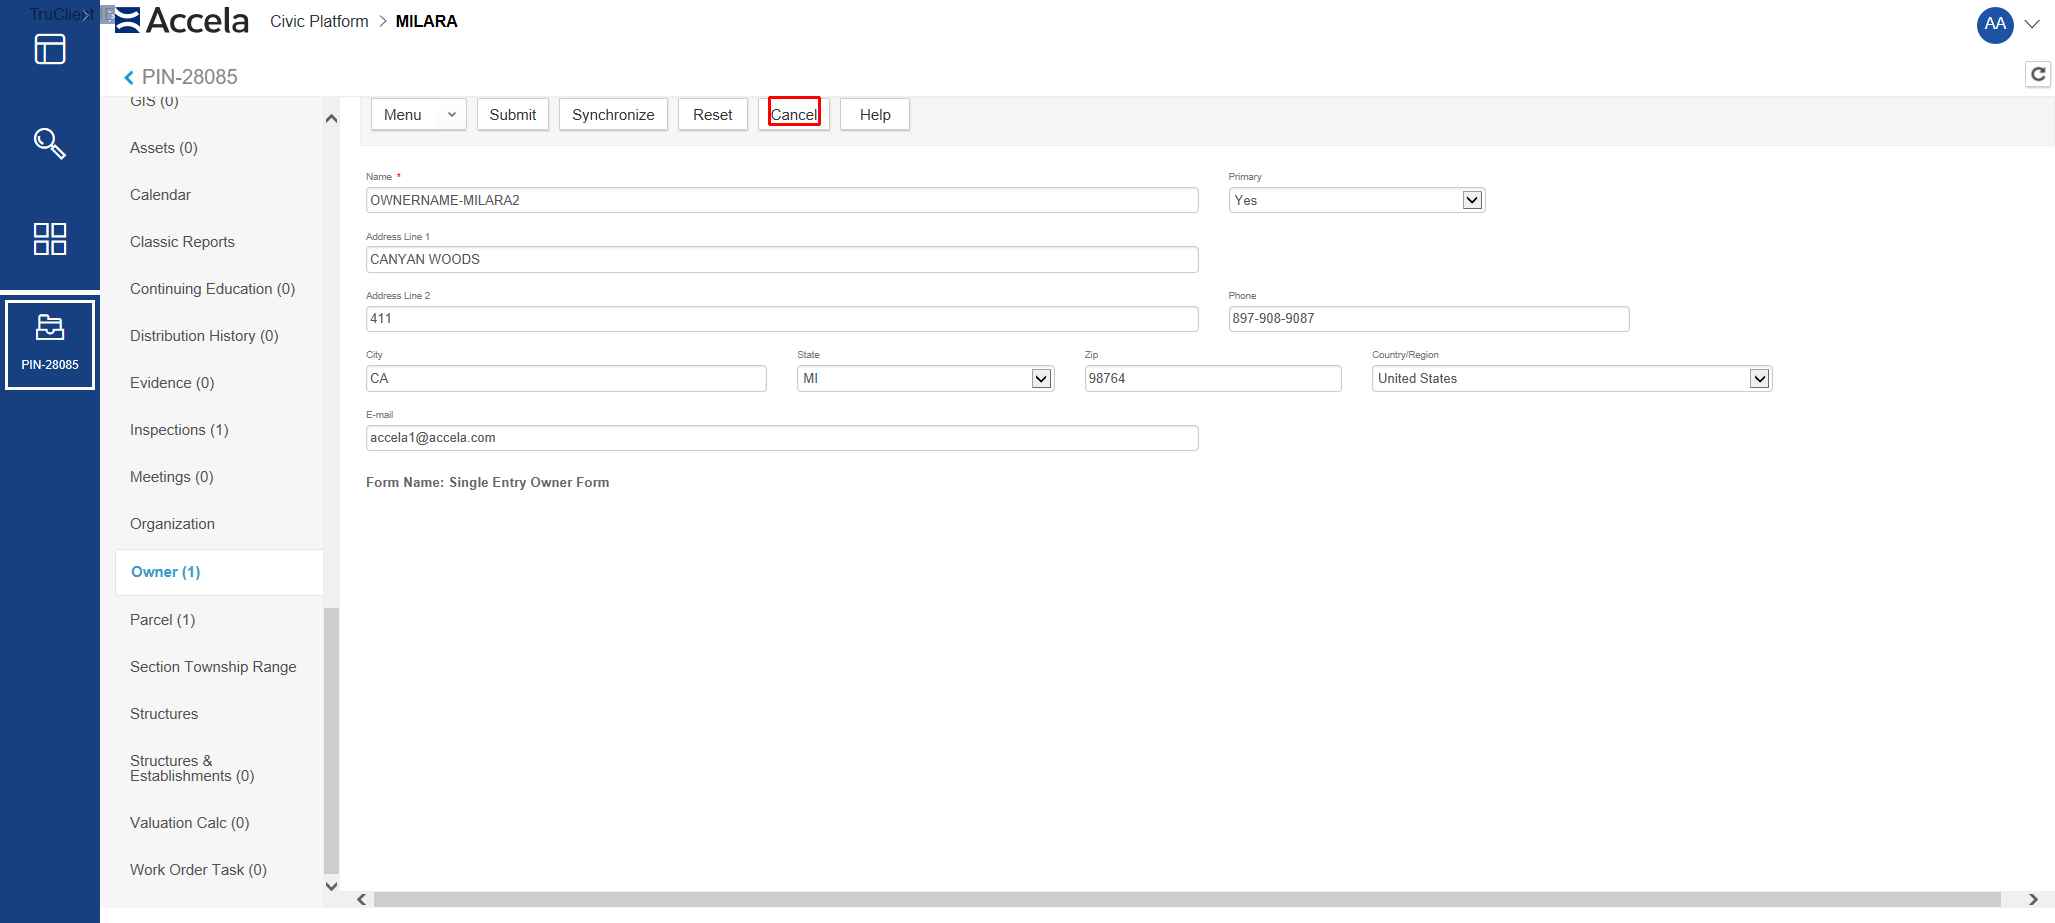 TruClient
Accela
Civic Platform > MILARA
AA
PIN-28085
PIN-28085
GIS (0)
Assets (0)
Calendar
Classic Reports
Continuing Education (0)
Distribution History (0)
Evidence (0)
Inspections (1)
Meetings (0)
Organization
Owner (1)
Parcel (1)
Section Township Range
Structures
Structures &
Establishments (0)
Valuation Calc (0)
Work Order Task (0)
Menu Submit Synchronize Reset Cancel Help
Name * Primary
OWNERNAME-MILARA2 Yes
Address Line 1
CANYAN WOODS
Address Line 2 Phone
411 897-908-9087
City State Zip Country/Region
CA MI 98764 United States
E-mail
accela1@accela.com
Form Name: Single Entry Owner Form